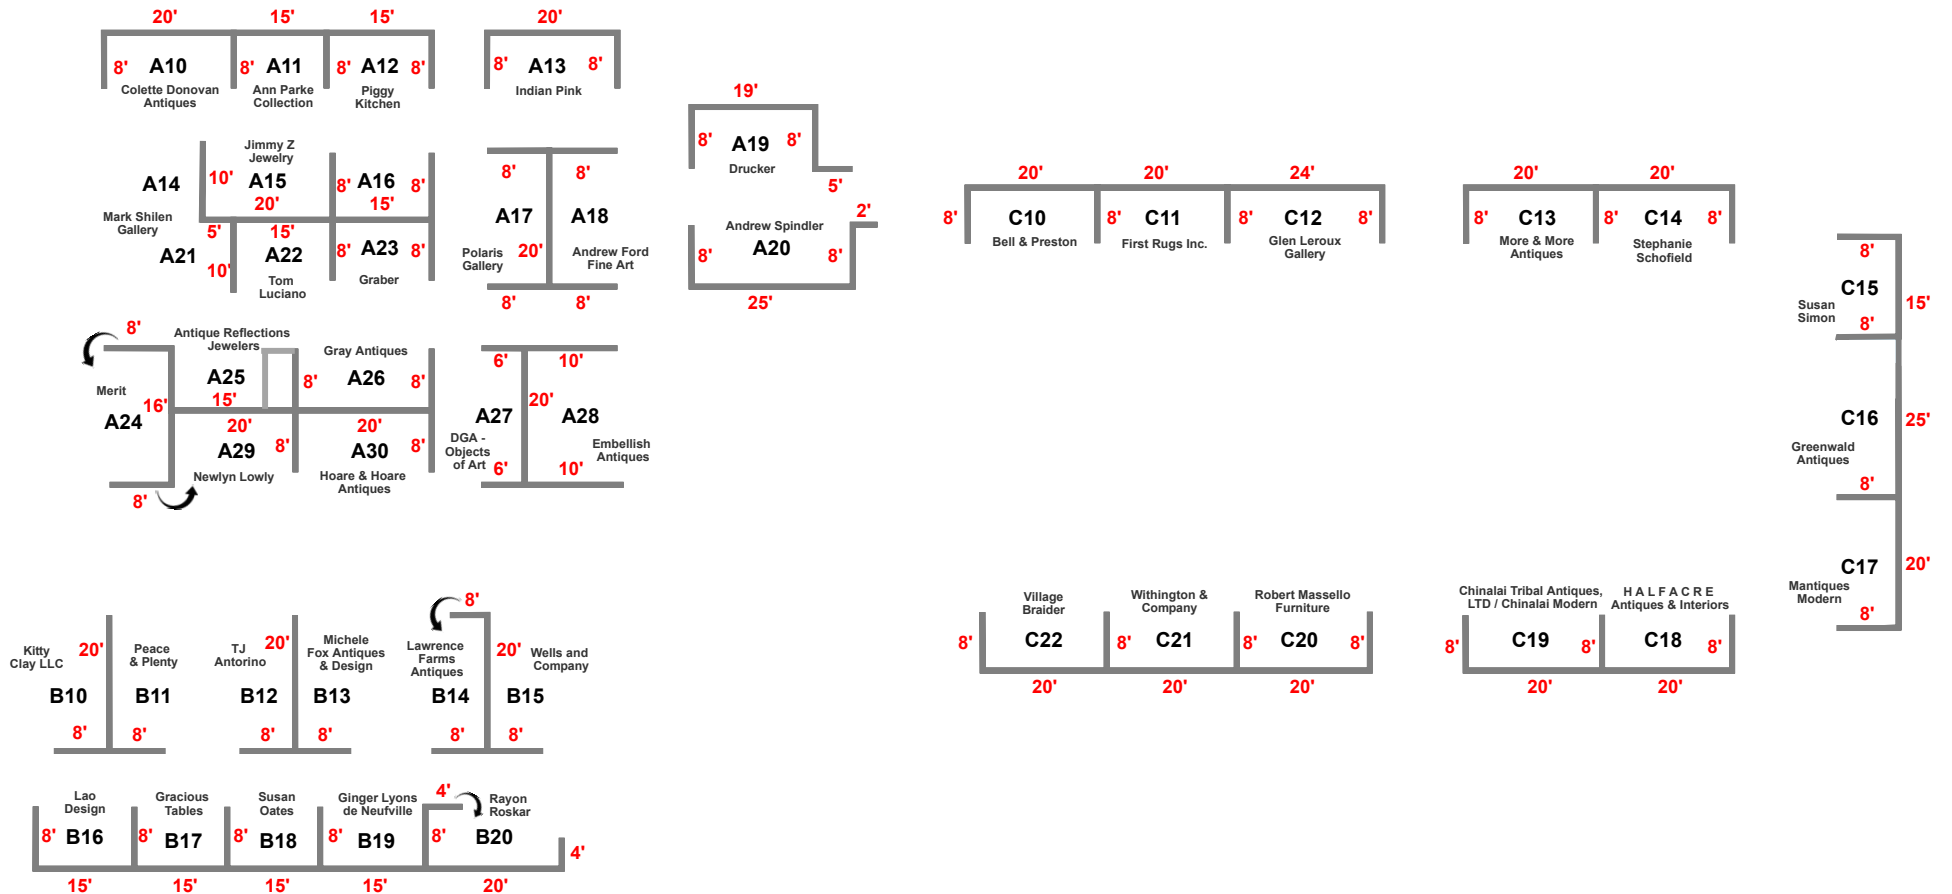 20' 15' 15' 20'
8' A10 8' A11 8' A12 8' 8' A13 8'
Colette Donovan
Antiques
Ann Parke
Collection
Piggy
Kitchen
Indian Pink
19'
8' A19 8'
Drucker
5'
Jimmy Z
Jewelry
A14 10' A15 8' A16 8'
20' 15'
Mark Shilen
Gallery
5' 15'
A21 10' A22 8' A23 8'
Tom
Luciano
Graber
8' 8'
A17 A18
Polaris
Gallery
20'
Andrew Ford
Fine Art
8' 8'
2'
Andrew Spindler
8' A20 8'
25'
20' 20' 24' 20' 20'
8' C10 8' C11 8' C12 8' 8' C13 8' C14 8'
Bell & Preston
First Rugs Inc.
Glen Leroux
Gallery
More & More
Antiques
Stephanie
Schofield
8'
C15 15'
Susan
Simon
8'
C16 25'
Greenwald
Antiques
8'
C17 20'
Mantiques
Modern
8'
8'
Antique Reflections
Jewelers
Gray Antiques
Merit
A25 8' A26 8'
16' 15'
A24
20' 20'
A29 8' A30 8'
Newlyn Lowly
Hoare & Hoare
Antiques
8'
6' 10'
20'
A27 A28
DGA -
Objects
of Art
Embellish
Antiques
6' 10'
Kitty
Clay LLC
20'
Peace
& Plenty
B10 B11
8' 8'
TJ
Antorino
20'
Michele
Fox Antiques
& Design
B12 B13
8' 8'
8'
Lawrence
Farms
Antiques
20'
Wells and
Company
B14 B15
8' 8'
Village
Braider
Withington &
Company
Robert Massello
Furniture
Chinalai Tribal Antiques,
LTD / Chinalai Modern
H A L F A C R E
Antiques & Interiors
8' C22 8' C21 8' C20 8' 8' C19 8' C18 8'
20' 20' 20' 20' 20'
Lao
Design
Gracious
Tables
Susan
Oates
Ginger Lyons
de Neufville
4'
Rayon
Roskar
8' B16 8' B17 8' B18 8' B19 8' B20 4'
15' 15' 15' 15' 20'